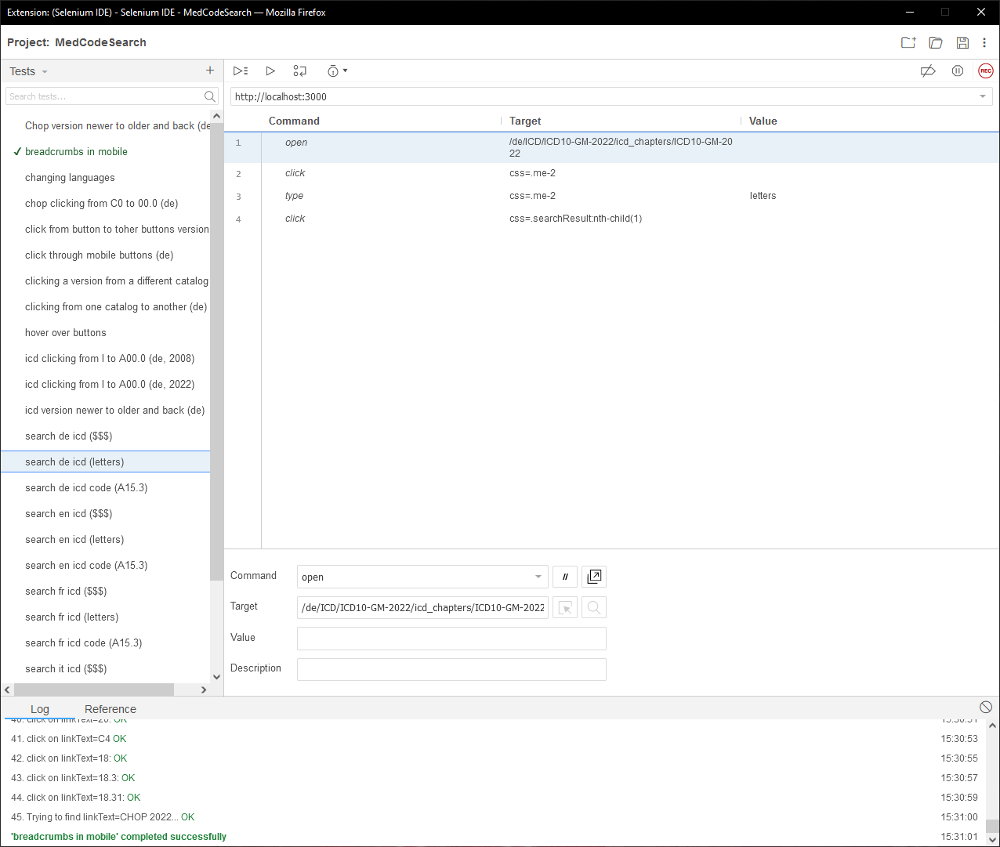 Extension: (Selenium IDE) - Selenium IDE - MedCodeSearch — Mozilla Firefox
Project: MedCodeSearch
Tests
REC
Search tests...
http://localhost:3000
Command Target Value
1 open /de/ICD/ICD10-GM-2022/icd_chapters/ICD10-GM-20
22
2 click css=.me-2
3 type css=.me-2 letters
4 click css=.searchResult:nth-child(1)
Chop version newer to older and back (de
✓ breadcrumbs in mobile
changing languages
chop clicking from C0 to 00.0 (de)
click from button to toher buttons version
click through mobile buttons (de)
clicking a version from a different catalog
clicking from one catalog to another (de)
hover over buttons
icd clicking from I to A00.0 (de, 2008)
icd clicking from I to A00.0 (de, 2022)
icd version newer to older and back (de)
search de icd ($$$)
search de icd (letters)
search de icd code (A15.3)
search en icd ($$$)
search en icd (letters)
search en icd code (A15.3)
search fr icd ($$$)
search fr icd (letters)
search fr icd code (A15.3)
search it icd ($$$)
Command open //
Target /de/ICD/ICD10-GM-2022/icd_chapters/ICD10-GM-2022
Value
Description
Log Reference
40. click on linkText=20: OK 15:30:51
41. click on linkText=C4 OK 15:30:53
42. click on linkText=18: OK 15:30:55
43. click on linkText=18.3: OK 15:30:57
44. click on linkText=18.31: OK 15:30:59
45. Trying to find linkText=CHOP 2022... OK 15:31:00
'breadcrumbs in mobile' completed successfully 15:31:01